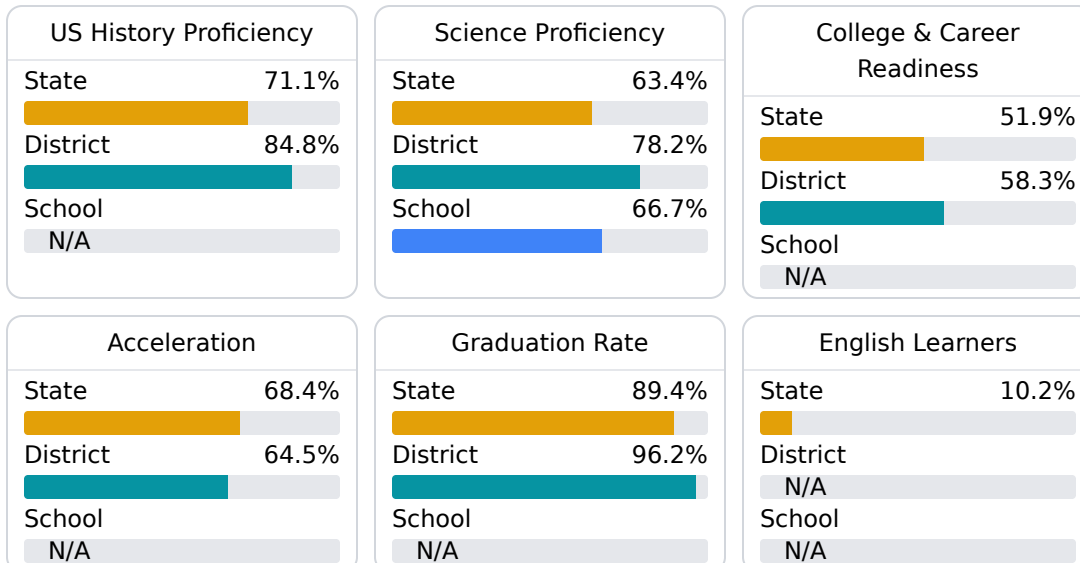 US History Proficiency
State 71.1%
District 84.8%
School
N/A
Science Proficiency
State 63.4%
District 78.2%
School 66.7%
College & Career
Readiness
State 51.9%
District 58.3%
School
N/A
Acceleration
State 68.4%
District 64.5%
School
N/A
Graduation Rate
State 89.4%
District 96.2%
School
N/A
English Learners
State 10.2%
District
N/A
School
N/A